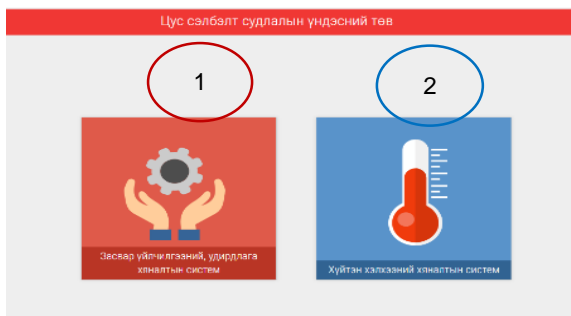 Цус сэлбэлт судлалын үндэсний төв
1
2
Засвар үйлчилгээний, удирдлага
хяналтын систем
Хүйтэн хэлхээний хяналтын систем